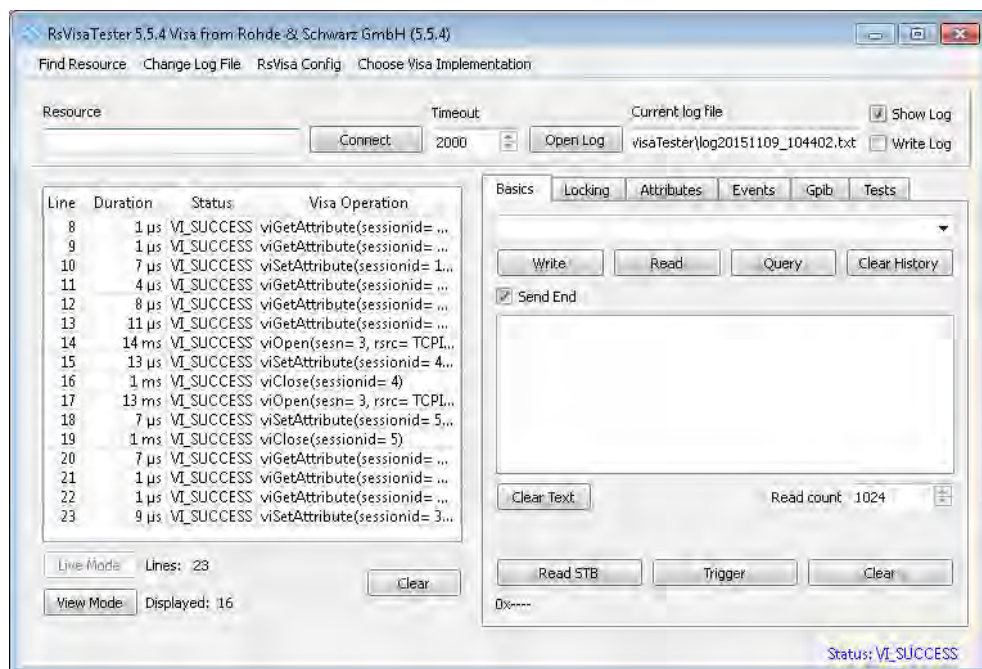 RsVisaTester 5.5.4 Visa from Rohde & Schwarz GmbH (5.5.4)
Find Resource Change Log File RsVisa Config Choose Visa Implementation
Resource Timeout Current log file Show Log
Connect 2000 Open Log visaTester\log20151109_104402.txt Write Log
Line Duration Status Visa Operation
8 1 µs VI_SUCCESS viGetAttribute(sessionid= ...
9 1 µs VI_SUCCESS viGetAttribute(sessionid= ...
10 7 µs VI_SUCCESS viSetAttribute(sessionid= 1...
11 4 µs VI_SUCCESS viGetAttribute(sessionid= ...
12 8 µs VI_SUCCESS viGetAttribute(sessionid= ...
13 11 µs VI_SUCCESS viGetAttribute(sessionid= ...
14 14 ms VI_SUCCESS viOpen(sesn= 3, rsrc= TCPI...
15 13 µs VI_SUCCESS viSetAttribute(sessionid= 4...
16 1 ms VI_SUCCESS viClose(sessionid= 4)
17 13 ms VI_SUCCESS viOpen(sesn= 3, rsrc= TCPI...
18 7 µs VI_SUCCESS viSetAttribute(sessionid= 5...
19 1 ms VI_SUCCESS viClose(sessionid= 5)
20 7 µs VI_SUCCESS viGetAttribute(sessionid= ...
21 1 µs VI_SUCCESS viGetAttribute(sessionid= ...
22 1 µs VI_SUCCESS viGetAttribute(sessionid= ...
23 9 µs VI_SUCCESS viSetAttribute(sessionid= 3...
Live Mode Lines: 23
Clear
View Mode Displayed: 16
Basics Locking Attributes Events Gpib Tests
Write Read Query Clear History
Send End
Clear Text Read count 1024
Read STB Trigger Clear
0x----
Status: VI_SUCCESS